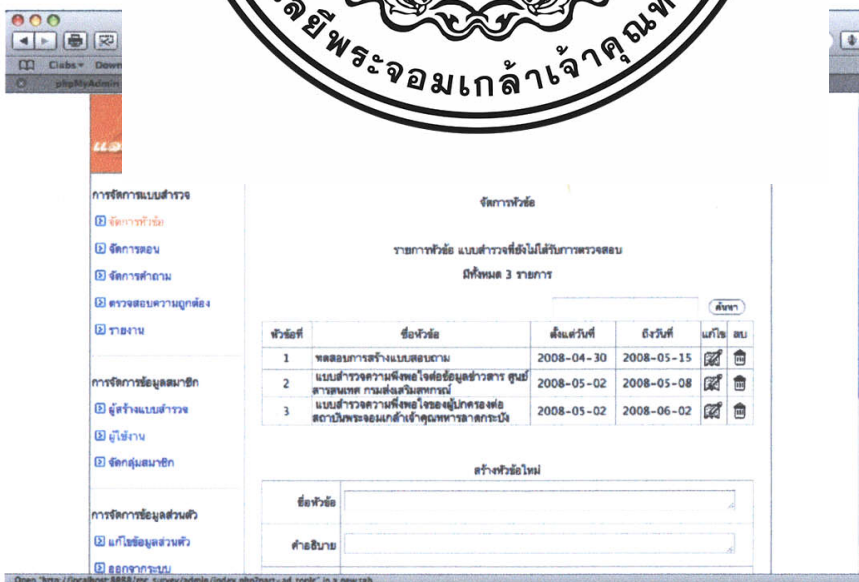 ลัยีพระจอมเกล้าเจ้าคุณท
Clubs
Down
phpMyAdmin
แอ
การจัดการแบบสำรวจ
จัดการหัวข้อ
จัดการตอน
จัดการคำถาม
ตรวจสอบความถูกต้อง
รายงาน
การจัดการข้อมูลสมาชิก
ผู้สร้างแบบสำรวจ
ผู้ใช้งาน
จัดกลุ่มสมาชิก
การจัดการข้อมูลส่วนตัว
แก้ไขข้อมูลส่วนตัว
ออกจากระบบ
จัดการหัวข้อ
รายการหัวข้อ แบบสำรวจที่ยังไม่ได้รับการตรวจสอบ
มีทั้งหมด 3 รายการ
ค้นหา
หัวข้อที่ ชื่อหัวข้อ ตั้งแต่วันที่ ถึงวันที่ แก้ไข ลบ
1 ทดสอบการสร้างแบบสอบถาม 2008-04-30 2008-05-15
2 แบบสำรวจความพึงพอใจต่อข้อมูลข่าวสาร ศูนย์สารสนเทศ กรมส่งเสริมสหกรณ์ 2008-05-02 2008-05-08
3 แบบสำรวจความพึงพอใจของผู้ปกครองต่อสถาบันพระจอมเกล้าเจ้าคุณทหารลาดกระบัง 2008-05-02 2008-06-02
สร้างหัวข้อใหม่
ชื่อหัวข้อ
คำอธิบาย
Open "http://localhost:8888/mr_survey/admin/index.php?part=ad_topic" in a new tab